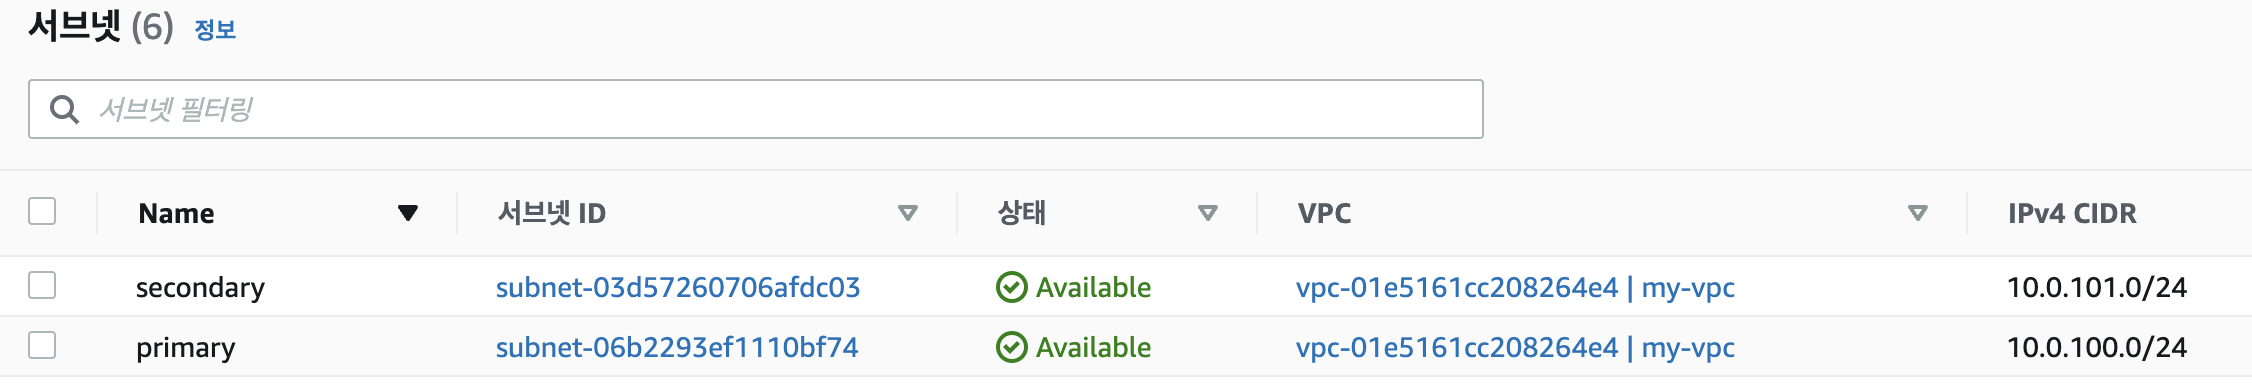 서브넷 (6) 정보
서브넷 필터링
Name 서브넷 ID 상태 VPC IPv4 CIDR
secondary subnet-03d57260706afdc03 Available vpc-01e5161cc208264e4 | my-vpc 10.0.101.0/24
primary subnet-06b2293ef1110bf74 Available vpc-01e5161cc208264e4 | my-vpc 10.0.100.0/24